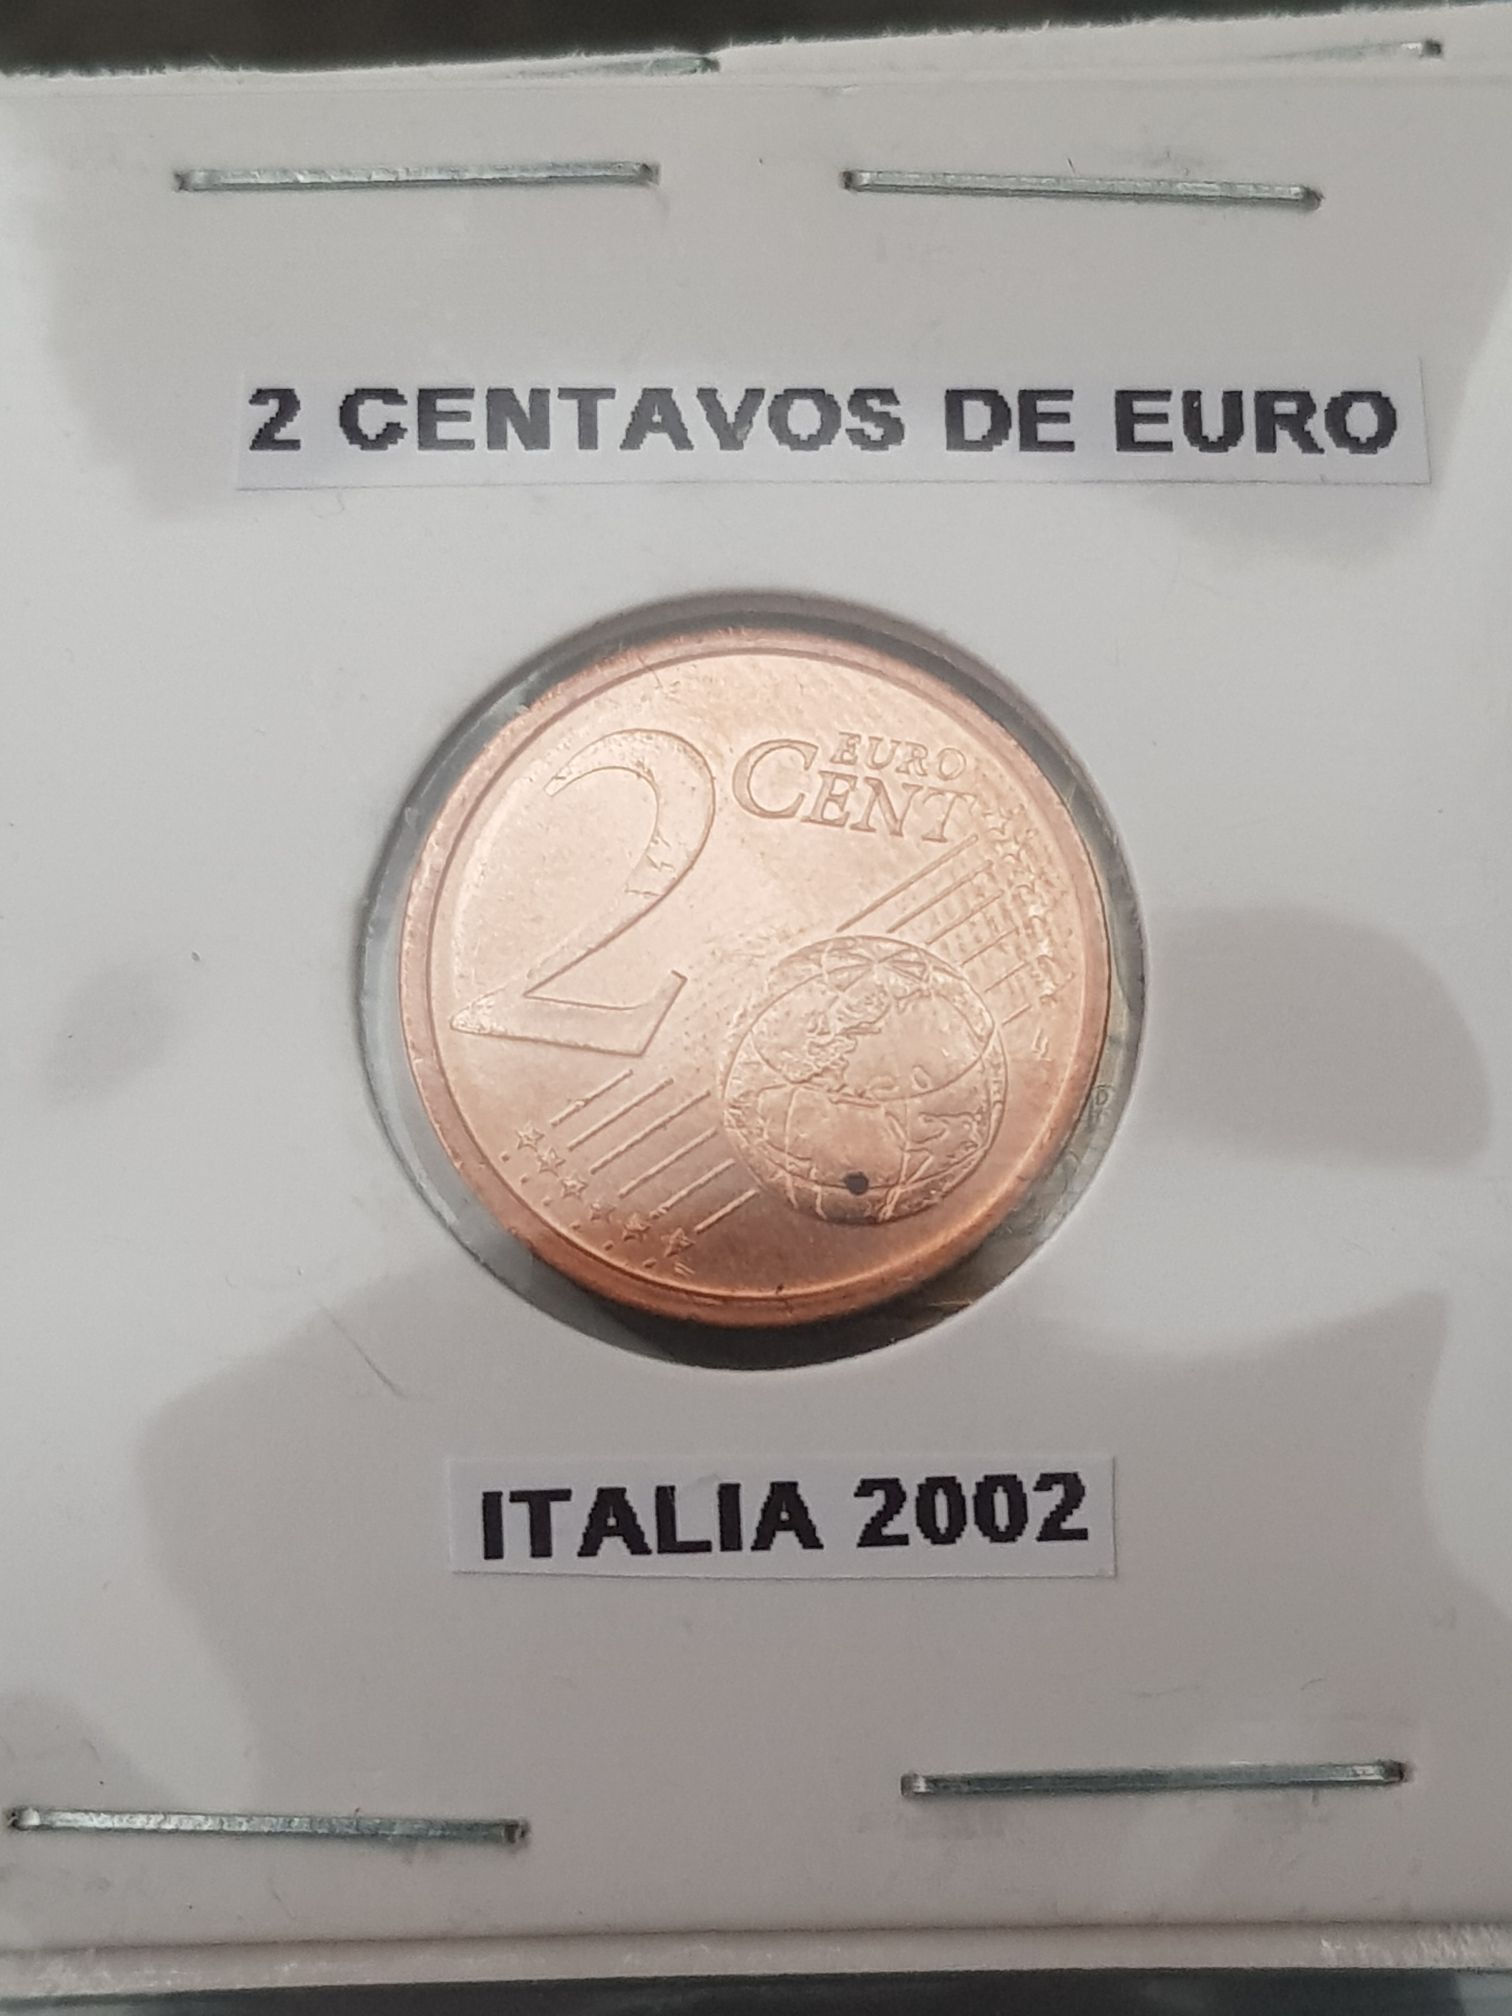 2 CENTAVOS DE EURO
2 EURO
CENT
ITALIA 2002